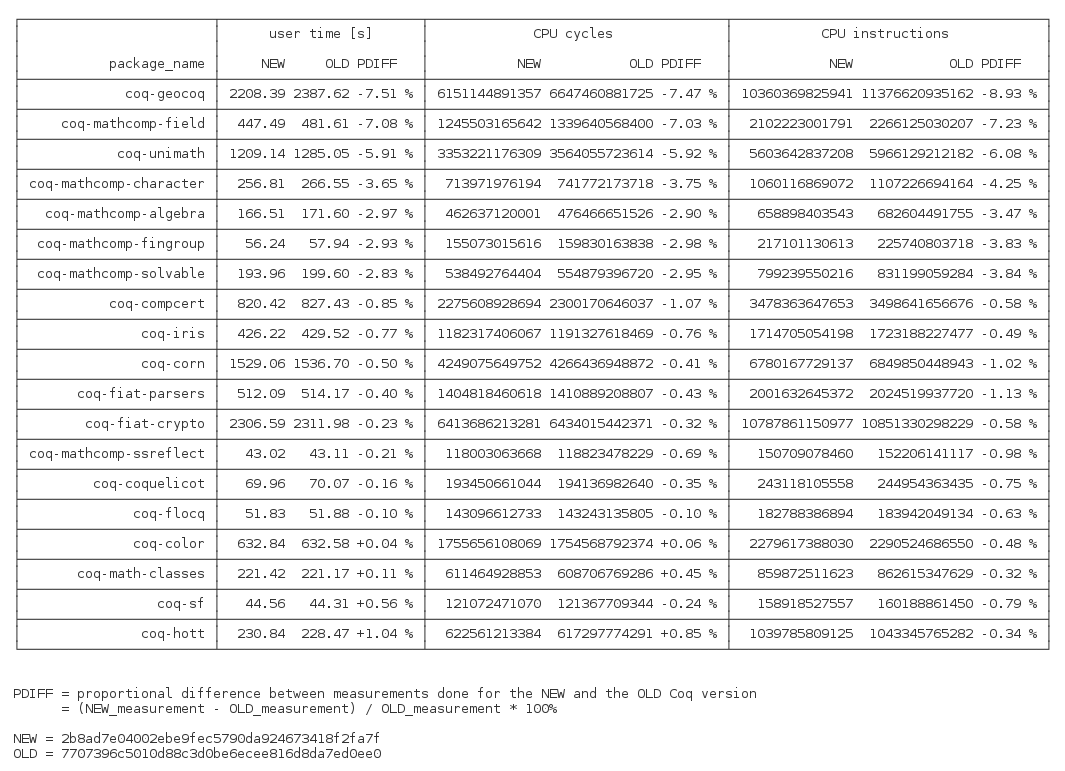 user time [s] CPU cycles CPU instructions
package_name NEW OLD PDIFF NEW OLD PDIFF NEW OLD PDIFF
coq-geocoq 2208.39 2387.62 -7.51 % 6151144891357 6647460881725 -7.47 % 10360369825941 11376620935162 -8.93 %
coq-mathcomp-field 447.49 481.61 -7.08 % 1245503165642 1339640568400 -7.03 % 2102223001791 2266125030207 -7.23 %
coq-unimath 1209.14 1285.05 -5.91 % 3353221176309 3564055723614 -5.92 % 5603642837208 5966129212182 -6.08 %
coq-mathcomp-character 256.81 266.55 -3.65 % 713971976194 741772173718 -3.75 % 1060116869072 1107226694164 -4.25 %
coq-mathcomp-algebra 166.51 171.60 -2.97 % 462637120001 476466651526 -2.90 % 658898403543 682604491755 -3.47 %
coq-mathcomp-fingroup 56.24 57.94 -2.93 % 155073015616 159830163838 -2.98 % 217101130613 225740803718 -3.83 %
coq-mathcomp-solvable 193.96 199.60 -2.83 % 538492764404 554879396720 -2.95 % 799239550216 831199059284 -3.84 %
coq-compcert 820.42 827.43 -0.85 % 2275608928694 2300170646037 -1.07 % 3478363647653 3498641656676 -0.58 %
coq-iris 426.22 429.52 -0.77 % 1182317406067 1191327618469 -0.76 % 1714705054198 1723188227477 -0.49 %
coq-corn 1529.06 1536.70 -0.50 % 4249075649752 4266436948872 -0.41 % 6780167729137 6849850448943 -1.02 %
coq-fiat-parsers 512.09 514.17 -0.40 % 1404818460618 1410889208807 -0.43 % 2001632645372 2024519937720 -1.13 %
coq-fiat-crypto 2306.59 2311.98 -0.23 % 6413686213281 6434015442371 -0.32 % 10787861150977 10851330298229 -0.58 %
coq-mathcomp-ssreflect 43.02 43.11 -0.21 % 118003063668 118823478229 -0.69 % 150709078460 152206141117 -0.98 %
coq-coquelicot 69.96 70.07 -0.16 % 193450661044 194136982640 -0.35 % 243118105558 244954363435 -0.75 %
coq-flocq 51.83 51.88 -0.10 % 143096612733 143243135805 -0.10 % 182788386894 183942049134 -0.63 %
coq-color 632.84 632.58 +0.04 % 1755656108069 1754568792374 +0.06 % 2279617388030 2290524686550 -0.48 %
coq-math-classes 221.42 221.17 +0.11 % 611464928853 608706769286 +0.45 % 859872511623 862615347629 -0.32 %
coq-sf 44.56 44.31 +0.56 % 121072471070 121367709344 -0.24 % 158918527557 160188861450 -0.79 %
coq-hott 230.84 228.47 +1.04 % 622561213384 617297774291 +0.85 % 1039785809125 1043345765282 -0.34 %
PDIFF = proportional difference between measurements done for the NEW and the OLD Coq version
= (NEW_measurement - OLD_measurement) / OLD_measurement * 100%
NEW = 2b8ad7e04002ebe9fec5790da924673418f2fa7f
OLD = 7707396c5010d88c3d0be6ecee816d8da7ed0ee0